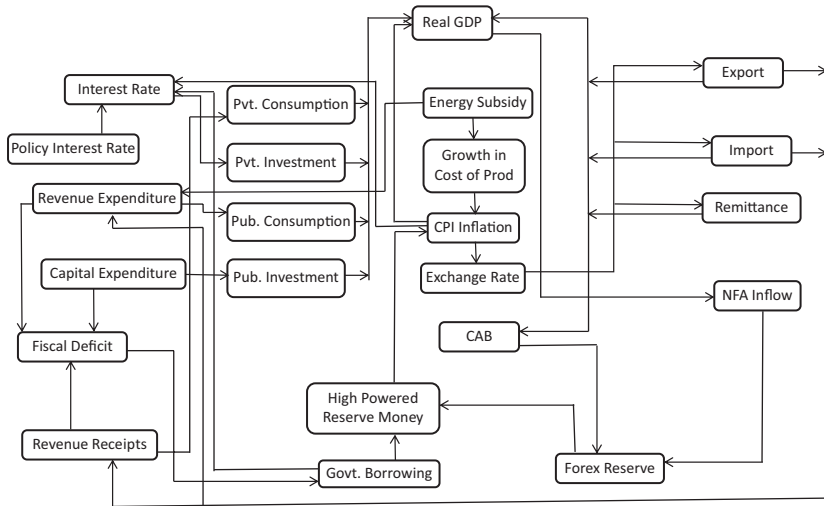 Real GDP
Export
Interest Rate
Pvt. Consumption
Energy Subsidy
Policy Interest Rate
Pvt. Investment
Growth in
Cost of Prod
Import
Revenue Expenditure
Pub. Consumption
CPI Inflation
Remittance
Capital Expenditure
Pub. Investment
Exchange Rate
NFA Inflow
Fiscal Deficit
CAB
High Powered
Reserve Money
Revenue Receipts
Govt. Borrowing
Forex Reserve